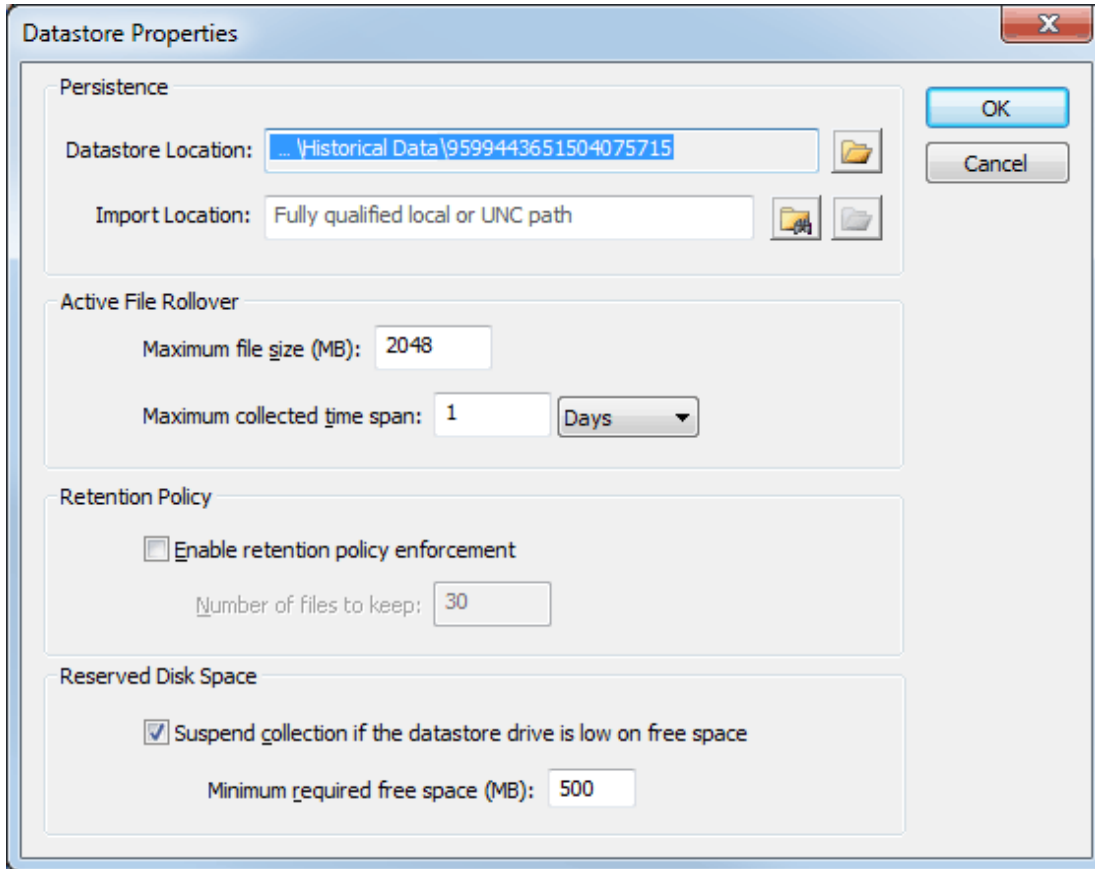 Datastore Properties
Persistence
OK
Datastore Location: ... \Historical Data\9599443651504075715
Cancel
Import Location: Fully qualified local or UNC path
Active File Rollover
Maximum file size (MB): 2048
Maximum collected time span: 1 Days
Retention Policy
Enable retention policy enforcement
Number of files to keep: 30
Reserved Disk Space
Suspend collection if the datastore drive is low on free space
Minimum required free space (MB): 500